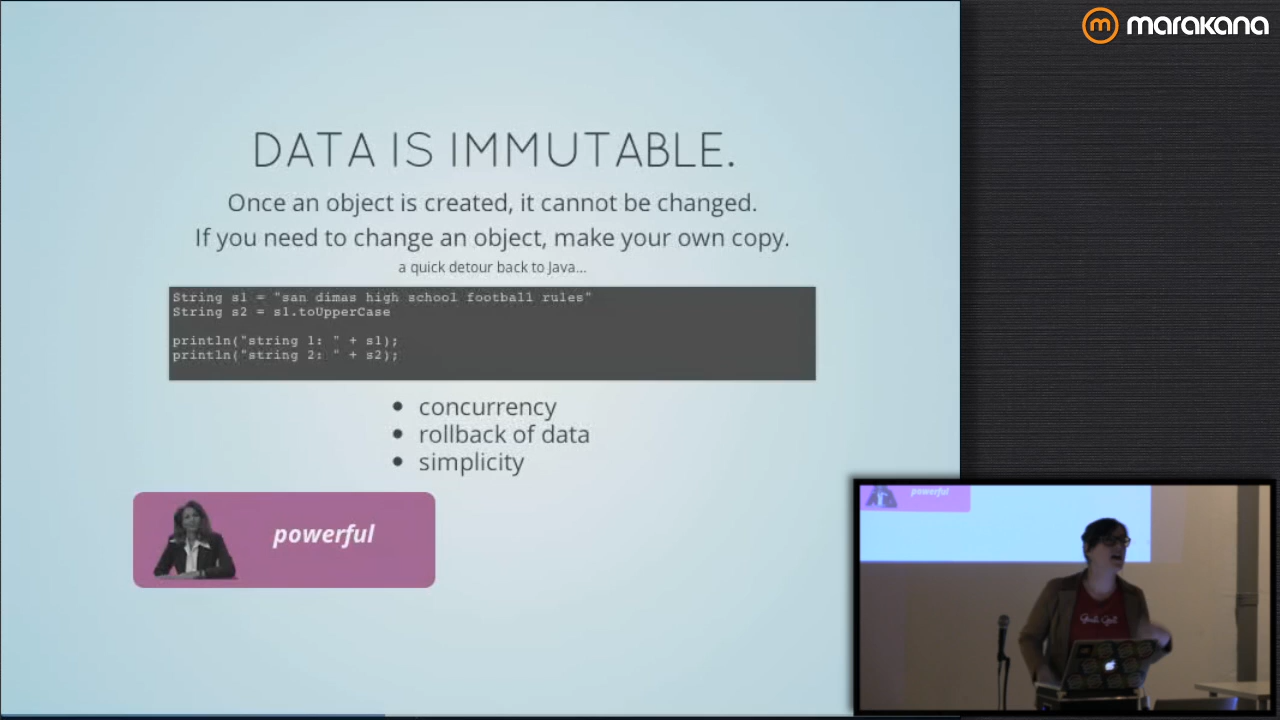 marakana
DATA IS IMMUTABLE.
Once an object is created, it cannot be changed.
If you need to change an object, make your own copy.
a quick detour back to Java...
String s1 = "san dimas high school football rules"
String s2 = s1.toUpperCase
println("string 1: " + s1);
println("string 2: " + s2);
• concurrency
• rollback of data
• simplicity
powerful
powerful